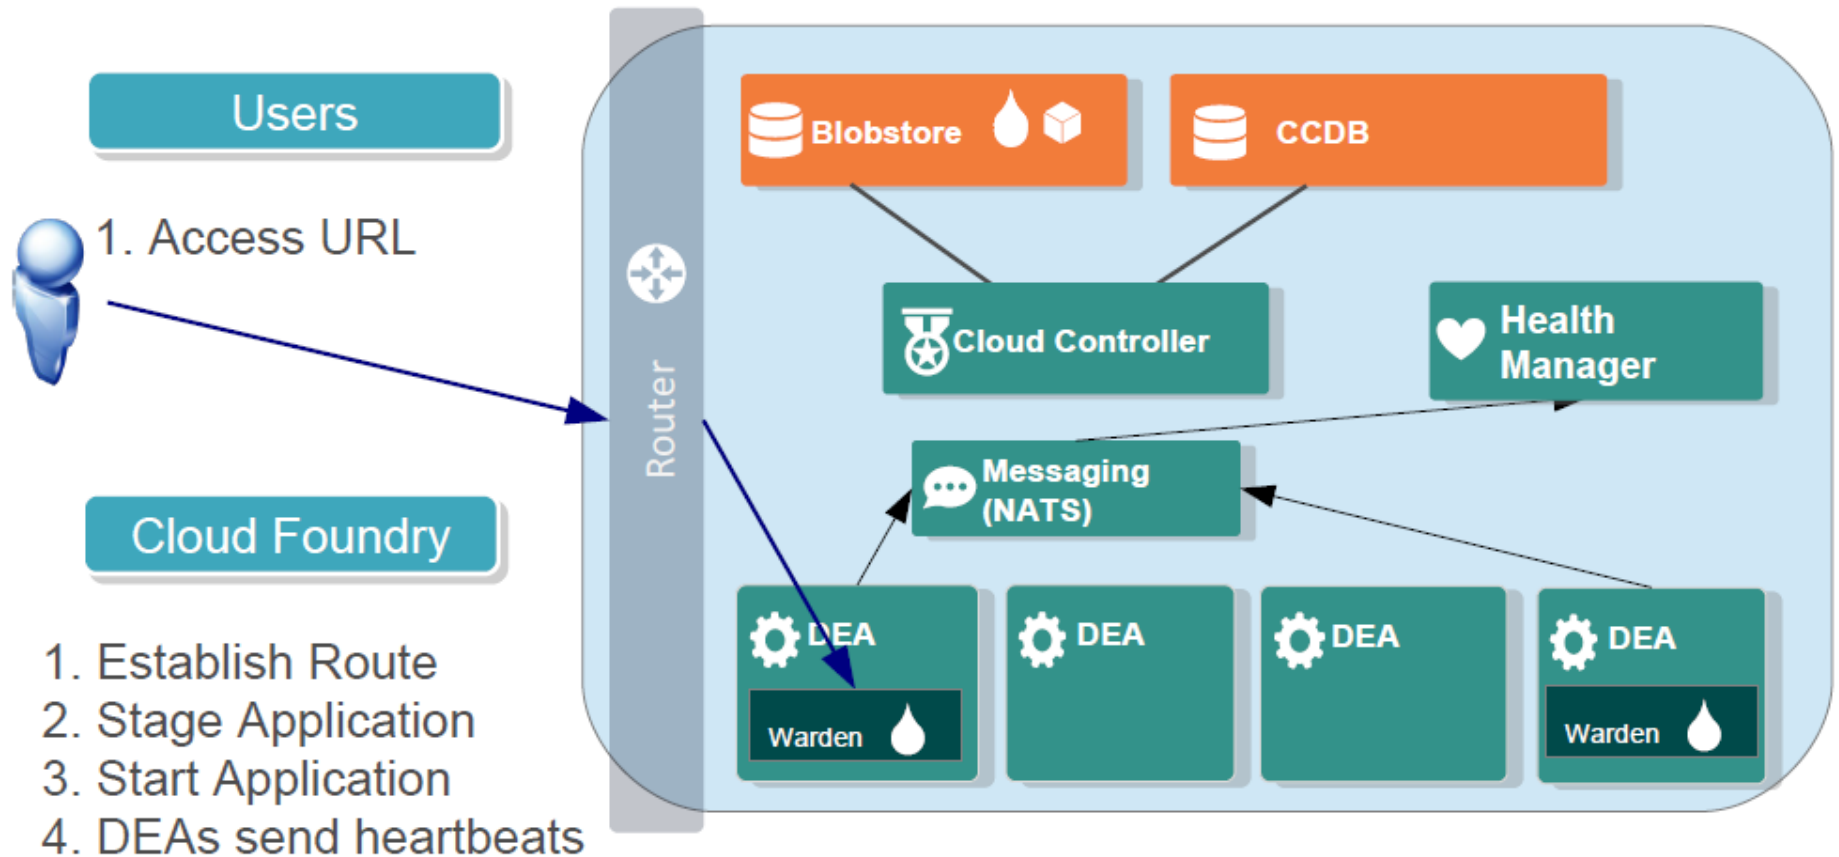 Users
1. Access URL
Cloud Foundry
1. Establish Route
2. Stage Application
3. Start Application
4. DEAs send heartbeats
Router
Blobstore
CCDB
Cloud Controller
Health
Manager
Messaging
(NATS)
DEA
Warden
DEA
DEA
DEA
Warden